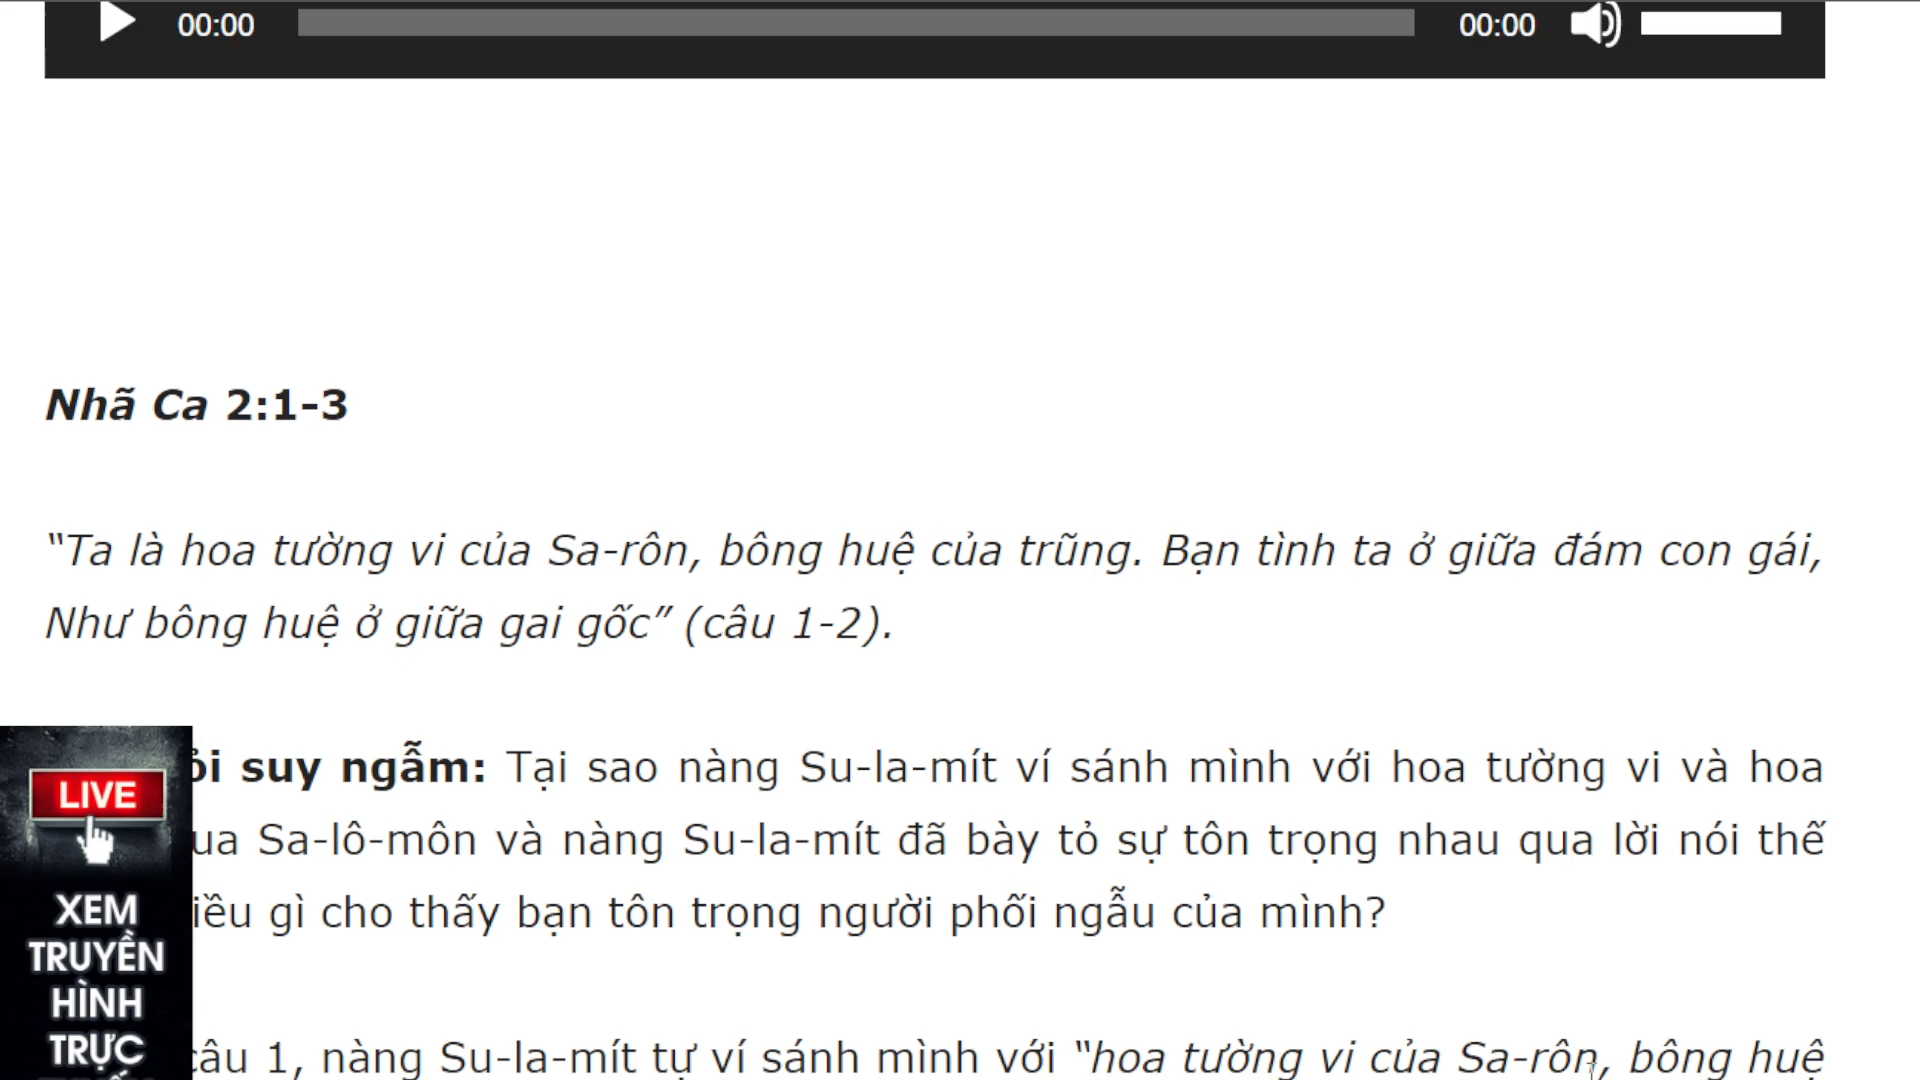 00:00 00:00
Nhã Ca 2:1-3
“Ta là hoa tường vi của Sa-rôn, bông huệ của trũng. Bạn tình ta ở giữa đám con gái,
Như bông huệ ở giữa gai gốc” (câu 1-2).
suy ngẫm: Tại sao nàng Su-la-mít ví sánh mình với hoa tường vi và hoa
Sa-lô-môn và nàng Su-la-mít đã bày tỏ sự tôn trọng nhau qua lời nói thế
gì cho thấy bạn tôn trọng người phối ngẫu của mình?
câu 1, nàng Su-la-mít tự ví sánh mình với “hoa tường vi của Sa-rôn, bông huệ
LIVE
XEM
TRUYỀN
HÌNH
TRỰC